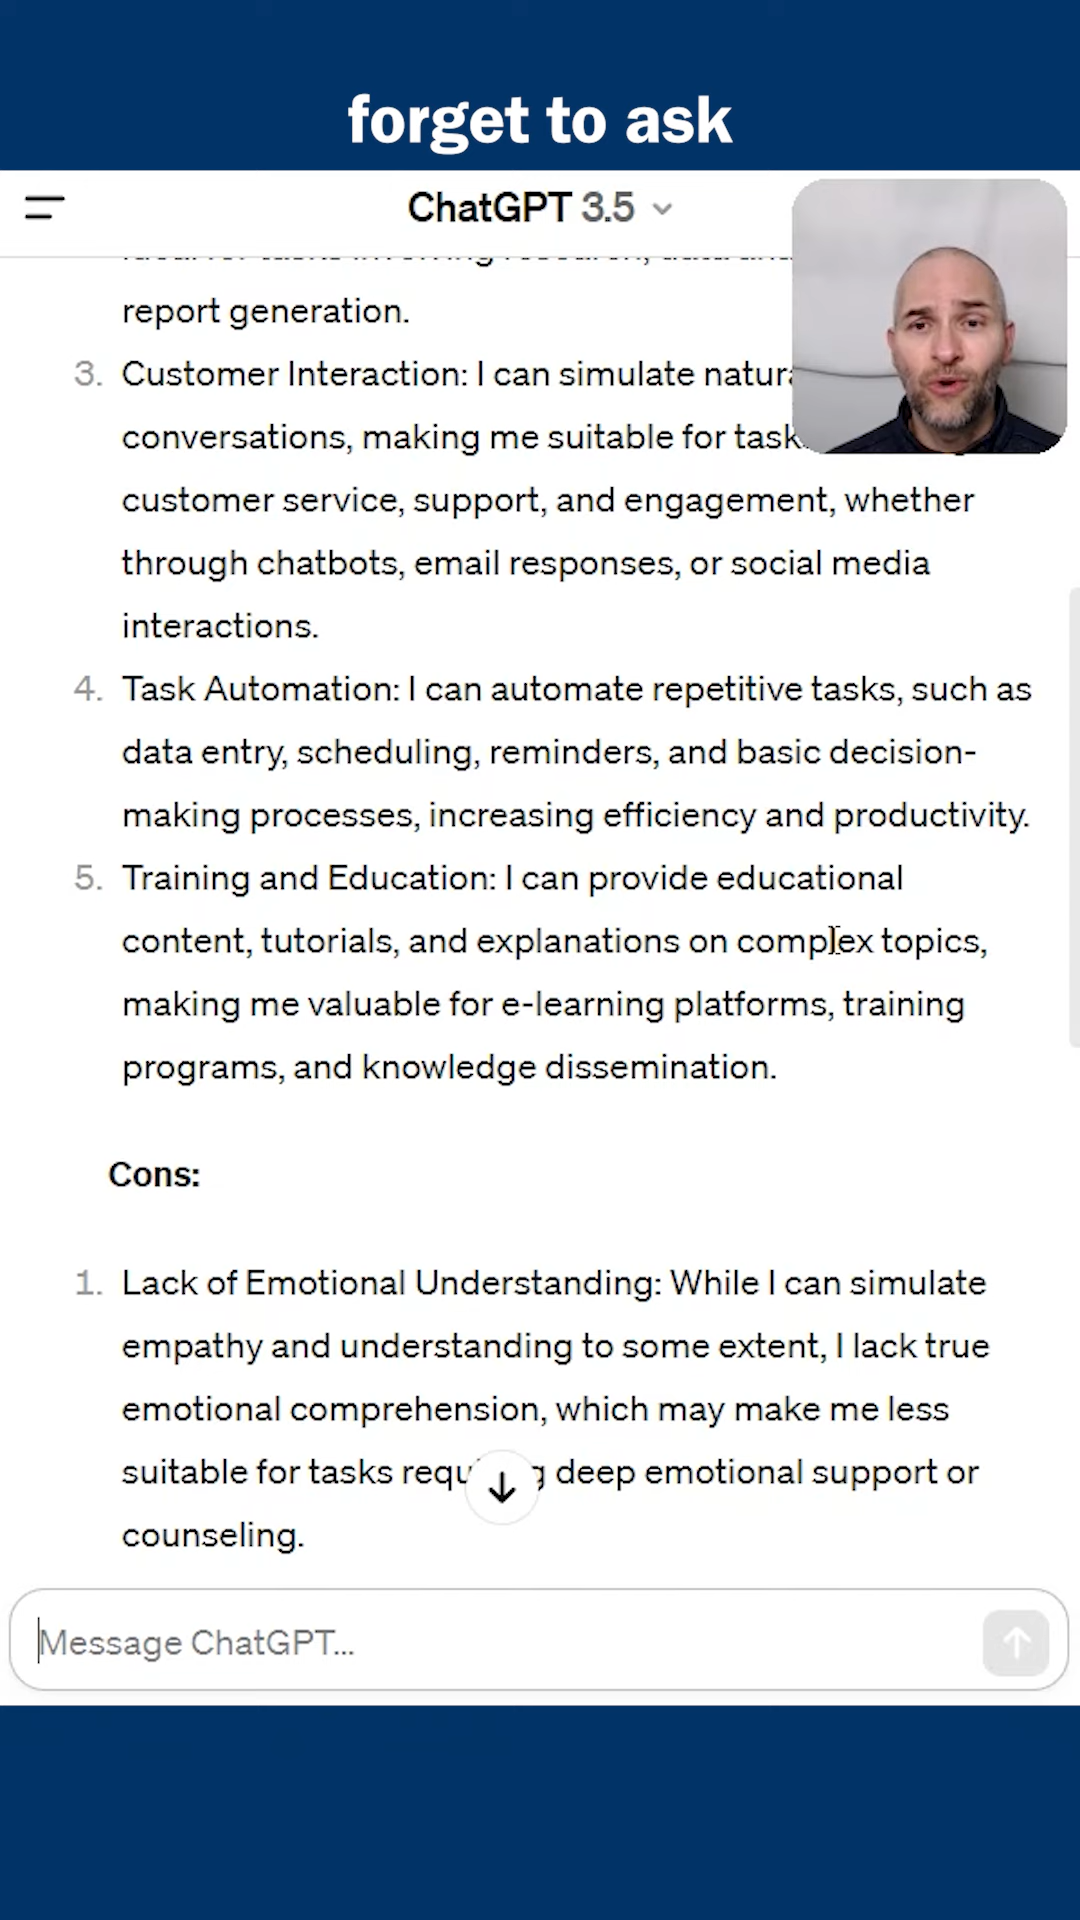 forget to ask
ChatGPT 3.5
report generation.
3. Customer Interaction: I can simulate
conversations, making me suitable for
customer service, support, and engagement, whether
through chatbots, email responses, or social media
interactions.
4. Task Automation: I can automate repetitive tasks, such as
data entry, scheduling, reminders, and basic decision-
making processes, increasing efficiency and productivity.
5. Training and Education: I can provide educational
content, tutorials, and explanations on complex topics,
making me valuable for e-learning platforms, training
programs, and knowledge dissemination.
Cons:
1. Lack of Emotional Understanding: While I can simulate
empathy and understanding to some extent, I lack true
emotional comprehension, which may make me less
suitable for tasks deep emotional support or
counseling.
Message ChatGPT...